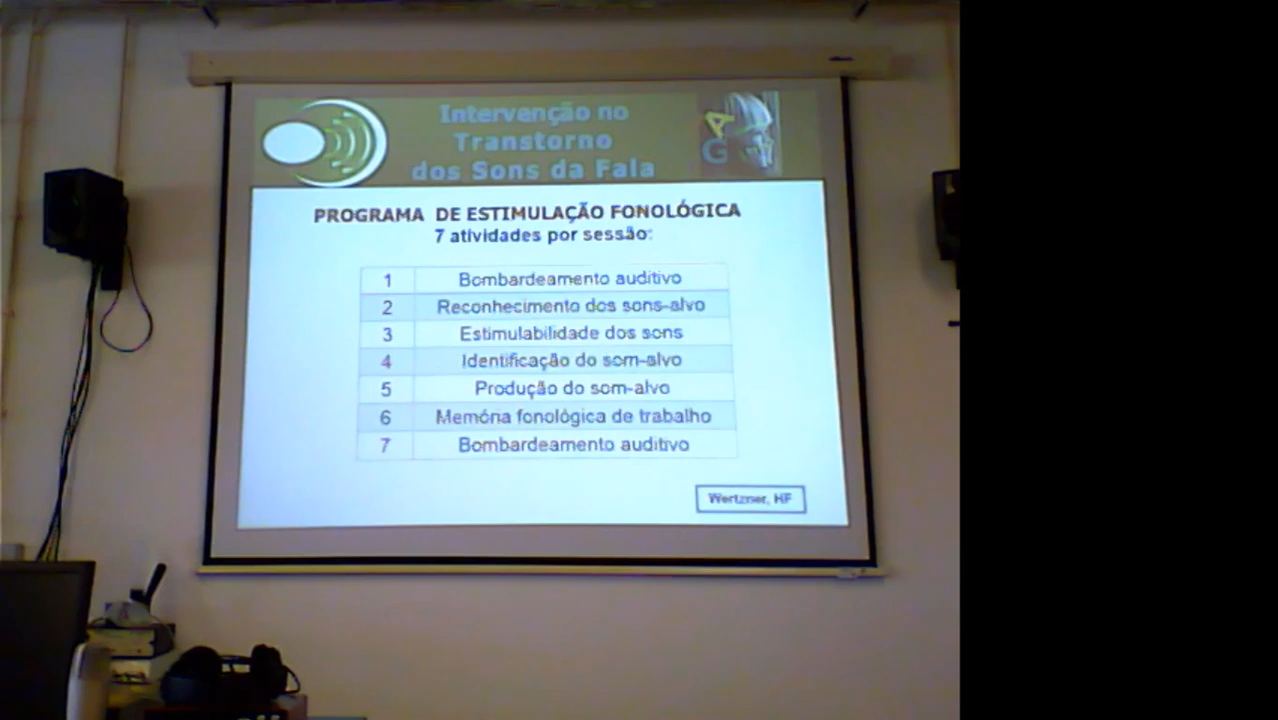 Intervenção no
Transtorno
dos Sons da Fala
A
G
PROGRAMA DE ESTIMULAÇÃO FONOLÓGICA
7 atividades por sessão:
1 Bombardeamento auditivo
2 Reconhecimento dos sons-alvo
3 Estimulabilidade dos sons
4 Identificação do som-alvo
5 Produção do som-alvo
6 Memória fonológica de trabalho
7 Bombardeamento auditivo
Wertzner, HF